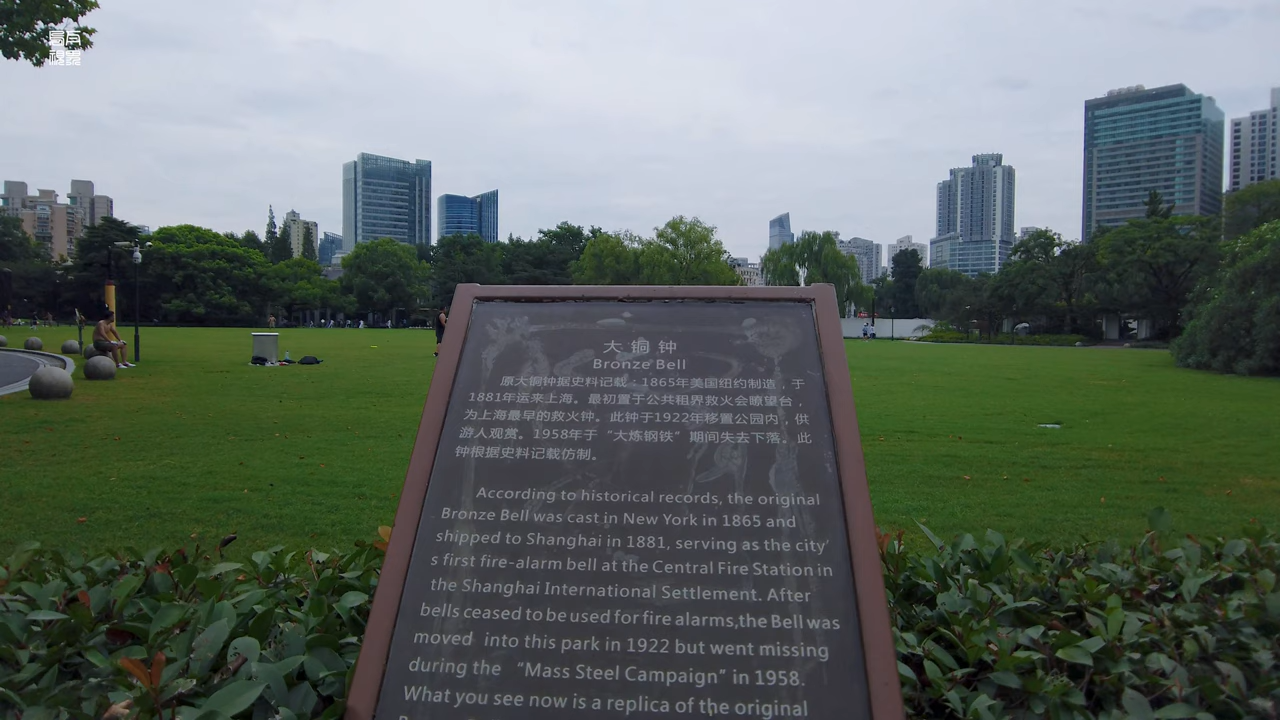 大铜钟
Bronze Bell
原大铜钟据史料记载：1865年美国纽约制造，于
1881年运来上海。最初置于公共租界救火会瞭望台，
为上海最早的救火钟。此钟于1922年移置公园内，供
游人观赏。1958年于“大炼钢铁”期间失去下落。此
钟根据史料记载仿制。
According to historical records, the original
Bronze Bell was cast in New York in 1865 and
shipped to Shanghai in 1881, serving as the city'
s first fire-alarm bell at the Central Fire Station in
the Shanghai International Settlement. After
bells ceased to be used for fire alarms,the Bell was
moved into this park in 1922 but went missing
during the “Mass Steel Campaign” in 1958.
What you see now is a replica of the original